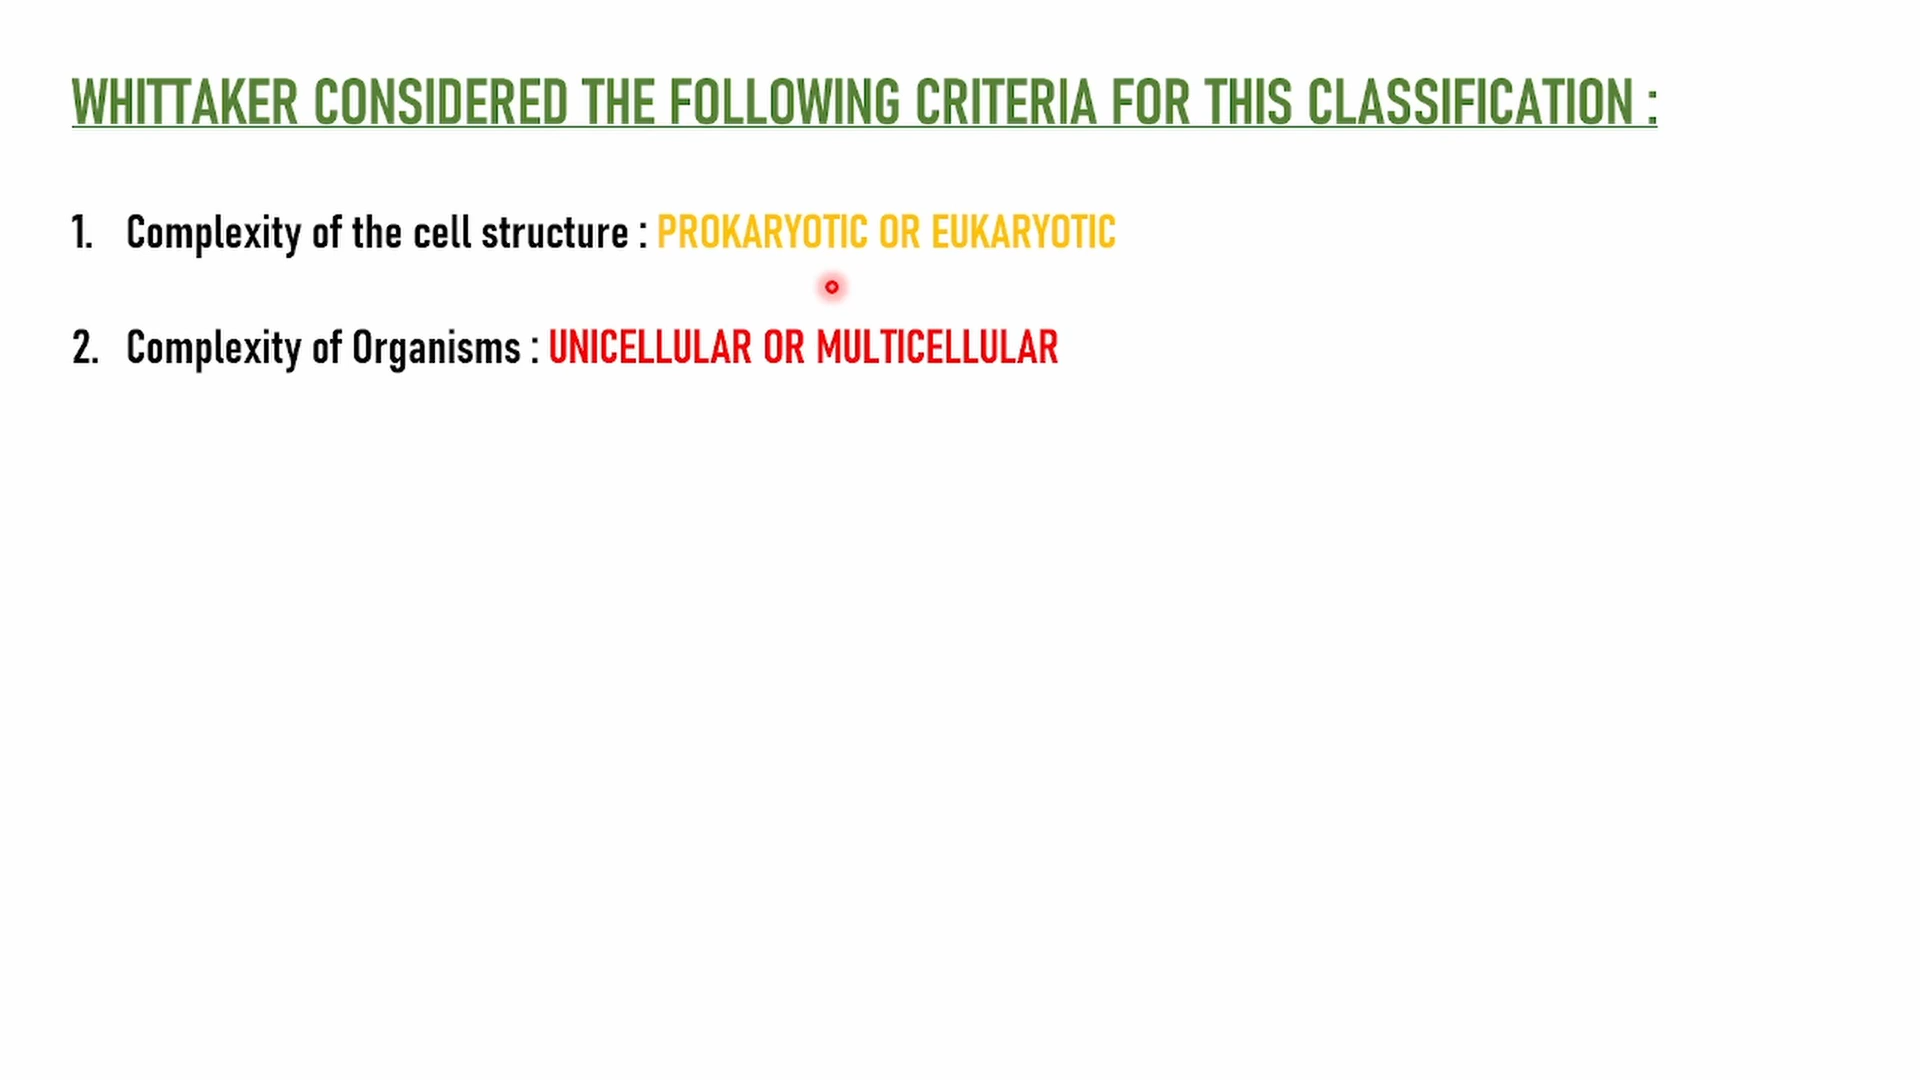 WHITTAKER CONSIDERED THE FOLLOWING CRITERIA FOR THIS CLASSIFICATION :
1. Complexity of the cell structure : PROKARYOTIC OR EUKARYOTIC
2. Complexity of Organisms : UNICELLULAR OR MULTICELLULAR